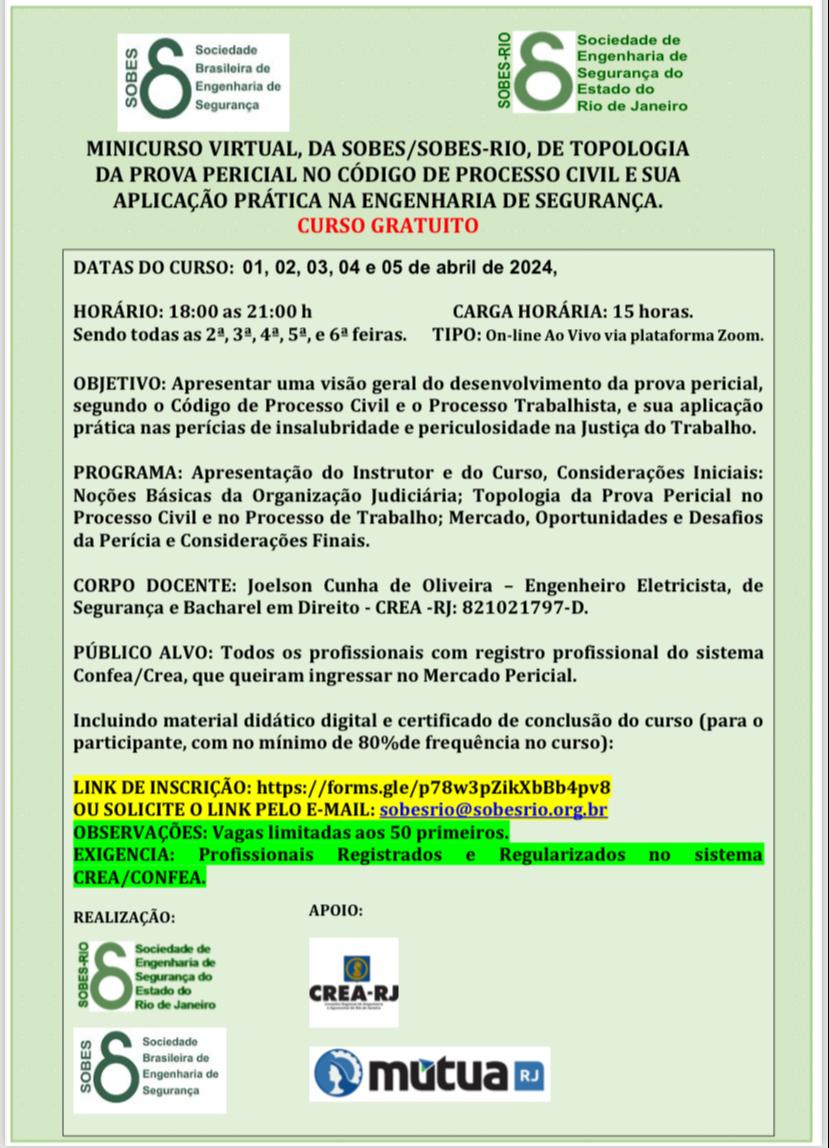 SOBES
Sociedade
Brasileira de
Engenharia de
Segurança
SOBES-RIO
Sociedade de
Engenharia de
Segurança do
Estado do
Rio de Janeiro
MINICURSO VIRTUAL, DA SOBES/SOBES-RIO, DE TOPOLOGIA
DA PROVA PERICIAL NO CÓDIGO DE PROCESSO CIVIL E SUA
APLICAÇÃO PRÁTICA NA ENGENHARIA DE SEGURANÇA.
CURSO GRATUITO
DATAS DO CURSO: 01, 02, 03, 04 e 05 de abril de 2024,
HORÁRIO: 18:00 as 21:00 h CARGA HORÁRIA: 15 horas.
Sendo todas as 2ª, 3ª, 4ª, 5ª, e 6ª feiras. TIPO: On-line Ao Vivo via plataforma Zoom.
OBJETIVO: Apresentar uma visão geral do desenvolvimento da prova pericial,
segundo o Código de Processo Civil e o Processo Trabalhista, e sua aplicação
prática nas perícias de insalubridade e periculosidade na Justiça do Trabalho.
PROGRAMA: Apresentação do Instrutor e do Curso, Considerações Iniciais:
Noções Básicas da Organização Judiciária; Topologia da Prova Pericial no
Processo Civil e no Processo de Trabalho; Mercado, Oportunidades e Desafios
da Perícia e Considerações Finais.
CORPO DOCENTE: Joelson Cunha de Oliveira – Engenheiro Eletricista, de
Segurança e Bacharel em Direito - CREA -RJ: 821021797-D.
PÚBLICO ALVO: Todos os profissionais com registro profissional do sistema
Confea/Crea, que queiram ingressar no Mercado Pericial.
Incluindo material didático digital e certificado de conclusão do curso (para o
participante, com no mínimo de 80%de frequência no curso):
LINK DE INSCRIÇÃO: https://forms.gle/p78w3pZikXbBb4pv8
OU SOLICITE O LINK PELO E-MAIL: sobesrio@sobesrio.org.br
OBSERVAÇÕES: Vagas limitadas aos 50 primeiros.
EXIGENCIA: Profissionais Registrados e Regularizados no sistema
CREA/CONFEA.
REALIZAÇÃO:
APOIO:
SOBES-RIO
Sociedade de
Engenharia de
Segurança do
Estado do
Rio de Janeiro
CREA-RJ
SOBES
Sociedade
Brasileira de
Engenharia de
Segurança
mútua RJ